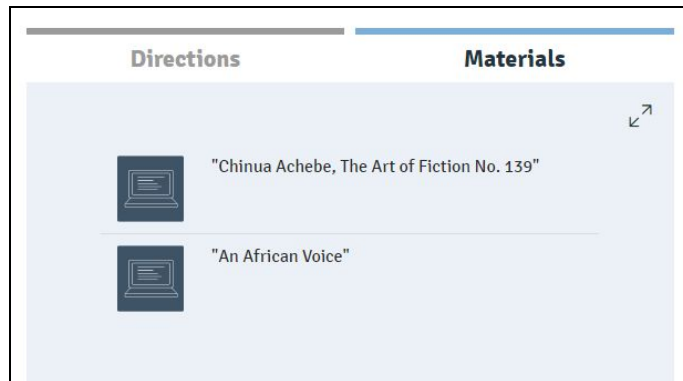 Directions
Materials
"Chinua Achebe, The Art of Fiction No. 139"
"An African Voice"